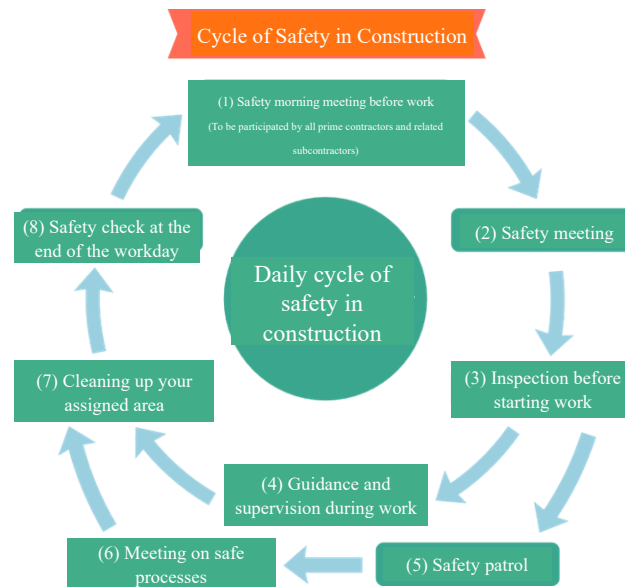 Cycle of Safety in Construction
(1) Safety morning meeting before work
(To be participated by all prime contractors and related
subcontractors)
(2) Safety meeting
(3) Inspection before
starting work
(4) Guidance and
supervision during work
(5) Safety patrol
(6) Meeting on safe
processes
(7) Cleaning up your
assigned area
(8) Safety check at the
end of the workday
Daily cycle of
safety in
construction